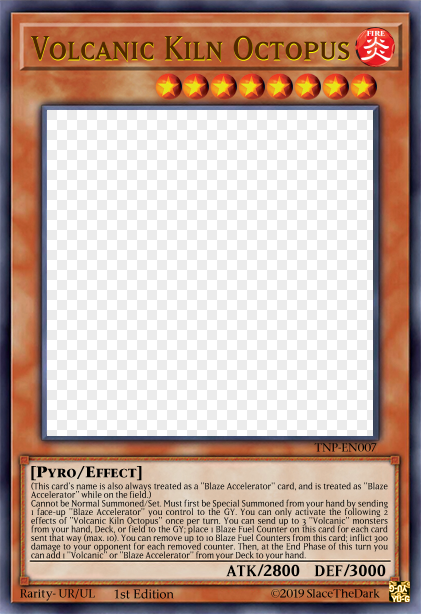 Volcanic Kiln Octopus
FIRE
炎
TNP-EN007
[Pyro/Effect]
(This card's name is also always treated as a "Blaze Accelerator" card, and is treated as "Blaze
Accelerator" while on the field.)
Cannot be Normal Summoned/Set. Must first be Special Summoned from your hand by sending
1 face-up "Blaze Accelerator" you control to the GY. You can only activate the following 2
effects of "Volcanic Kiln Octopus" once per turn. You can send up to 3 "Volcanic" monsters
from your hand, Deck, or field to the GY; place 1 Blaze Fuel Counter on this card for each card
sent that way (max. 10). You can remove up to 10 Blaze Fuel Counters from this card; inflict 300
damage to your opponent for each removed counter. Then, at the End Phase of this turn you
can add 1 "Volcanic" or "Blaze Accelerator" from your Deck to your hand.
ATK/2800 DEF/3000
Rarity- UR/UL 1st Edition ©2019 SlaceTheDark